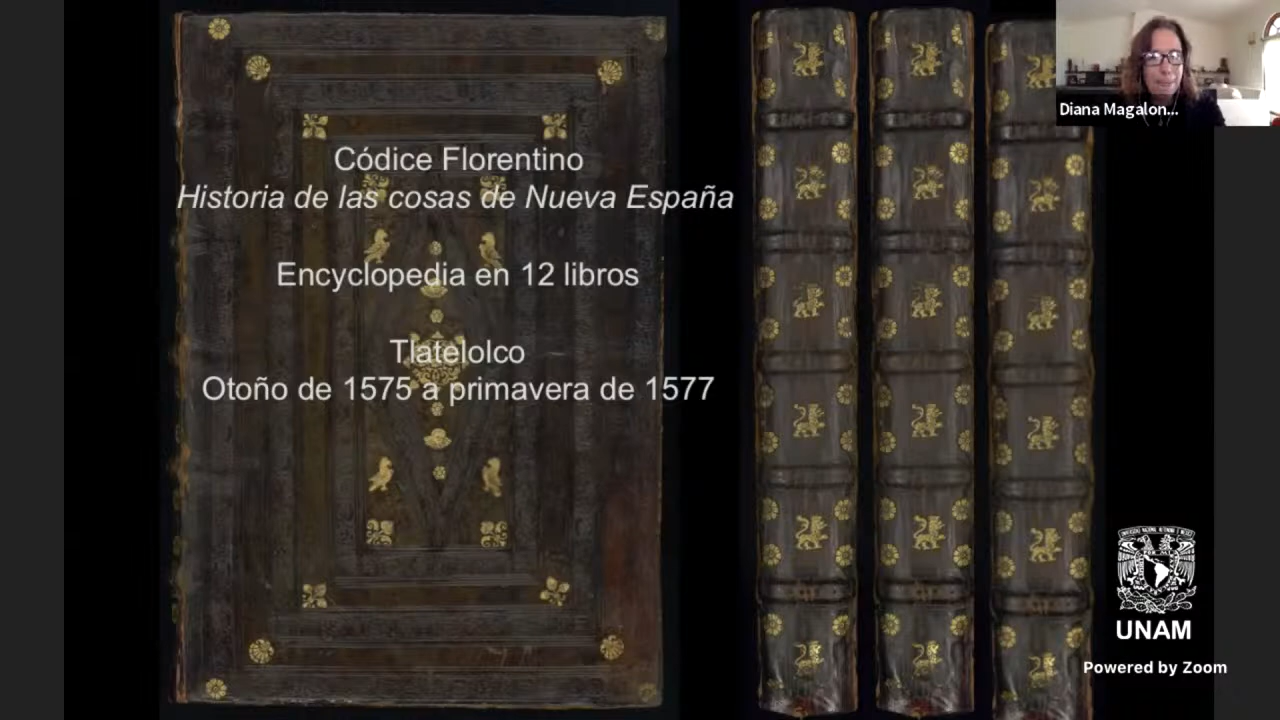 Códice Florentino
Historia de las cosas de Nueva España
Encyclopedia en 12 libros
Tlatelolco
Otoño de 1575 a primavera de 1577
Diana Magalon...
UNAM
Powered by Zoom